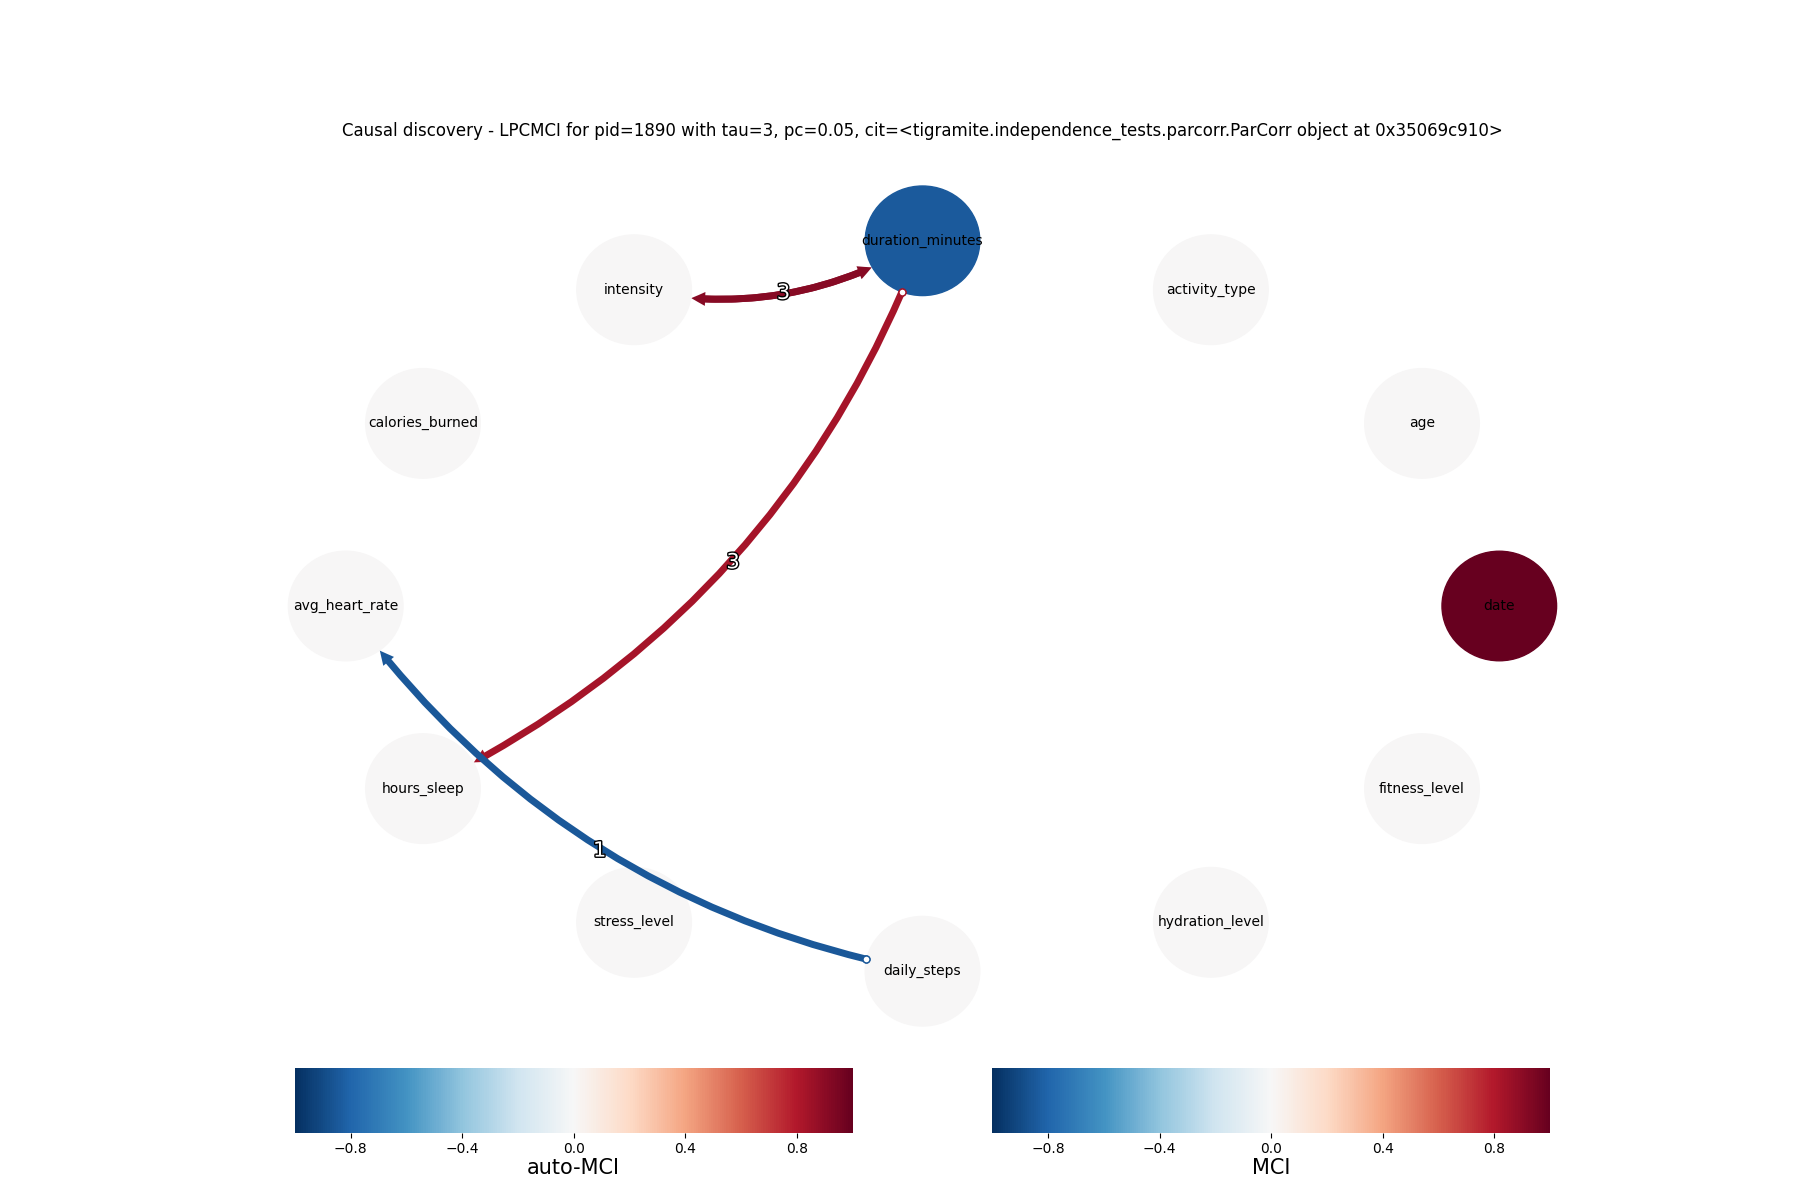 Causal discovery - LPCMCI for pid=1890 with tau=3, pc=0.05, cit=<tigramite.independence_tests.parcorr.ParCorr object at 0x35069c910>
duration_minutes
intensity
3
activity_type
calories_burned
age
3
avg_heart_rate
date
hours_sleep
fitness_level
1
stress_level
hydration_level
daily_steps
−0.8 −0.4 0.0 0.4 0.8
auto-MCI
−0.8 −0.4 0.0 0.4 0.8
MCI